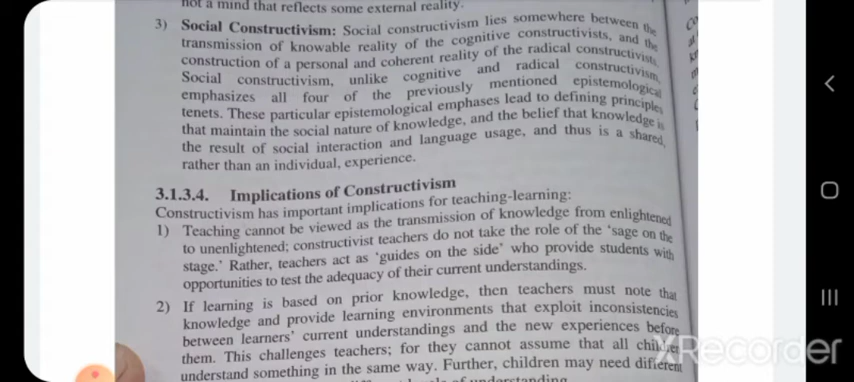 not a mind that reflects some external reality.
3) Social Constructivism: Social constructivism lies somewhere between the
transmission of knowable reality of the cognitive constructivists, and the
construction of a personal and coherent reality of the radical constructivists.
Social constructivism, unlike cognitive and radical constructivism,
emphasizes all four of the previously mentioned epistemological
tenets. These particular epistemological emphases lead to defining principles
that maintain the social nature of knowledge, and the belief that knowledge is
the result of social interaction and language usage, and thus is a shared,
rather than an individual, experience.
3.1.3.4. Implications of Constructivism
Constructivism has important implications for teaching-learning:
1) Teaching cannot be viewed as the transmission of knowledge from enlightened
to unenlightened; constructivist teachers do not take the role of the ‘sage on the
stage.’ Rather, teachers act as ‘guides on the side’ who provide students with
opportunities to test the adequacy of their current understandings.
2) If learning is based on prior knowledge, then teachers must note that
knowledge and provide learning environments that exploit inconsistencies
between learners’ current understandings and the new experiences before
them. This challenges teachers; for they cannot assume that all children
understand something in the same way. Further, children may need different
understanding
XRecorder